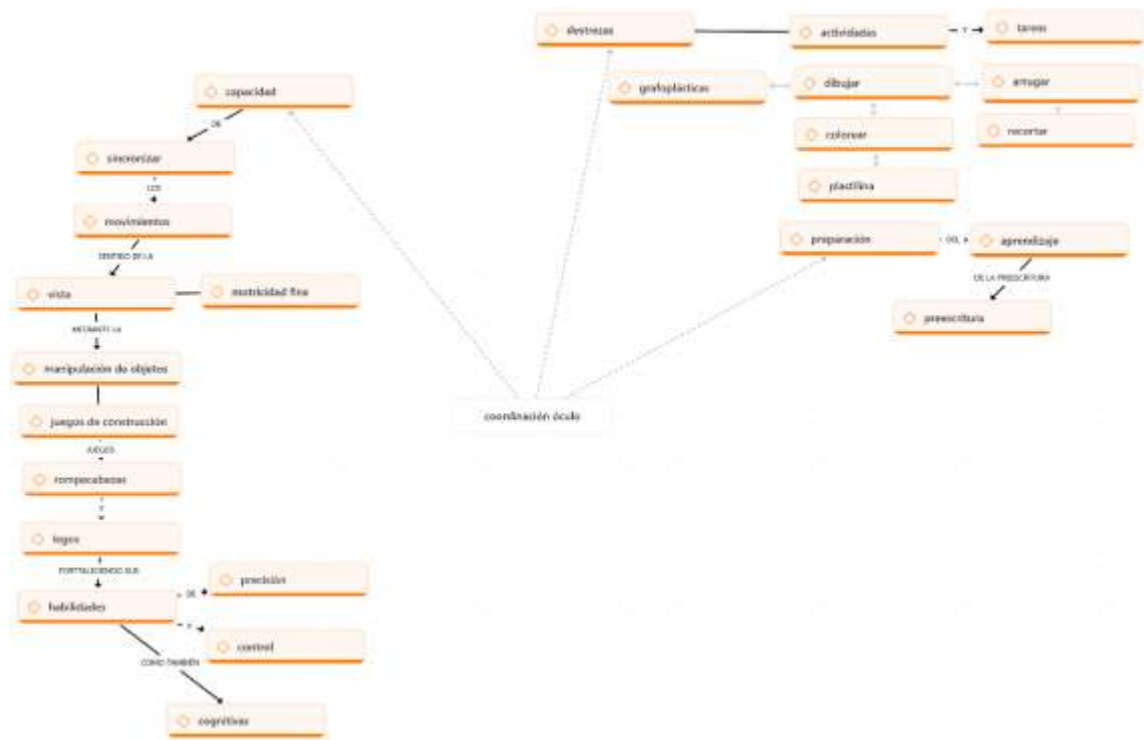 destrezas
actividades
Y
tareas
capacidad
grafoplásticas
dibujar
arrugar
DE
colorear
recortar
sincronizar
LOS
plastilina
movimientos
preparación
DEL
aprendizaje
SENTIDO DE LA
DE LA PREESCRITURA
vista
motricidad fina
preescritura
MEDIANTE LA
manipulación de objetos
coordinación óculo
juegos de construcción
JUEGOS
rompecabezas
Y
legos
FORTALECIENDO SUS
precisión
DE
habilidades
Y
control
COMO TAMBIÉN
cognitivas